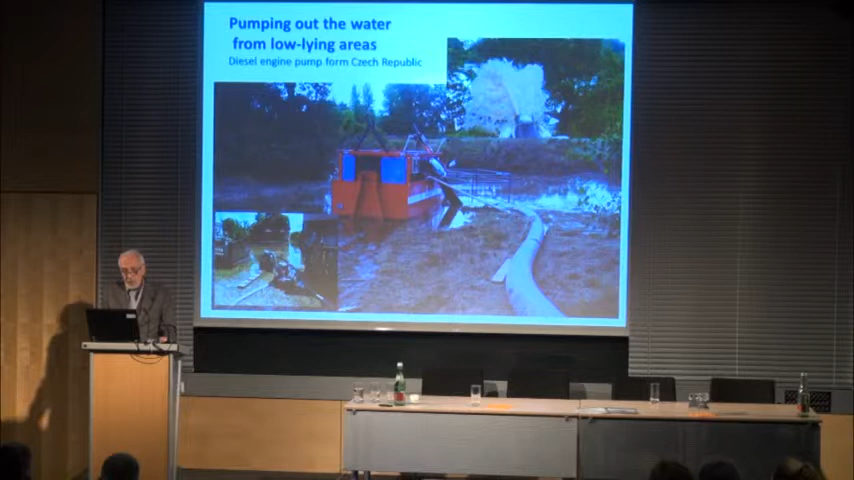 Pumping out the water
from low-lying areas
Diesel engine pump form Czech Republic